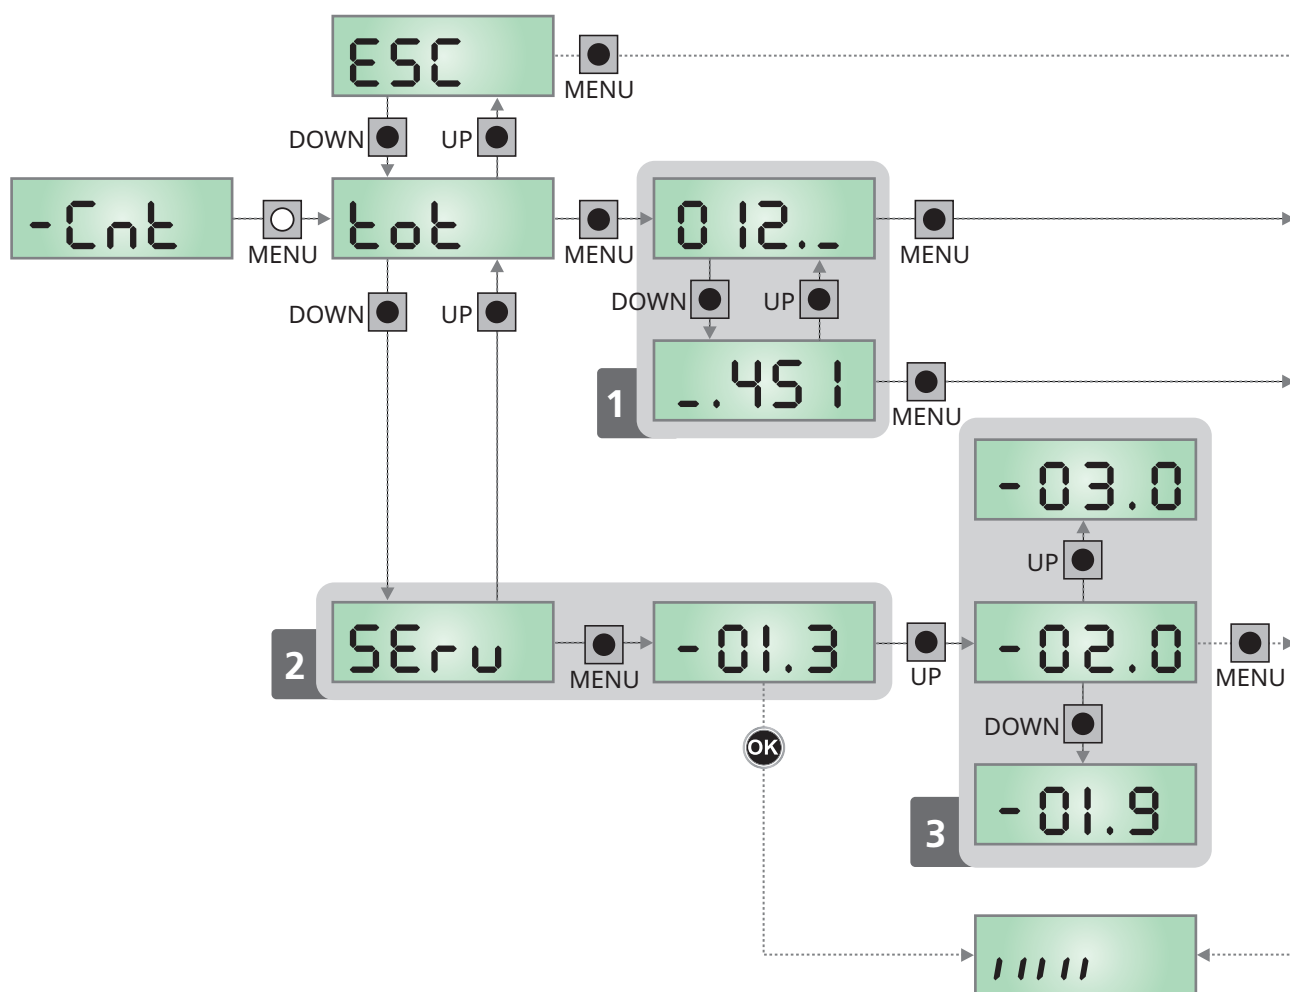 ESC
MENU
DOWN
UP
-Cnt
MENU
tot
MENU
012._
MENU
DOWN
UP
DOWN
UP
_.451
MENU
1
-03.0
UP
2
SErv
MENU
-01.3
UP
-02.0
MENU
OK
DOWN
3
-01.9